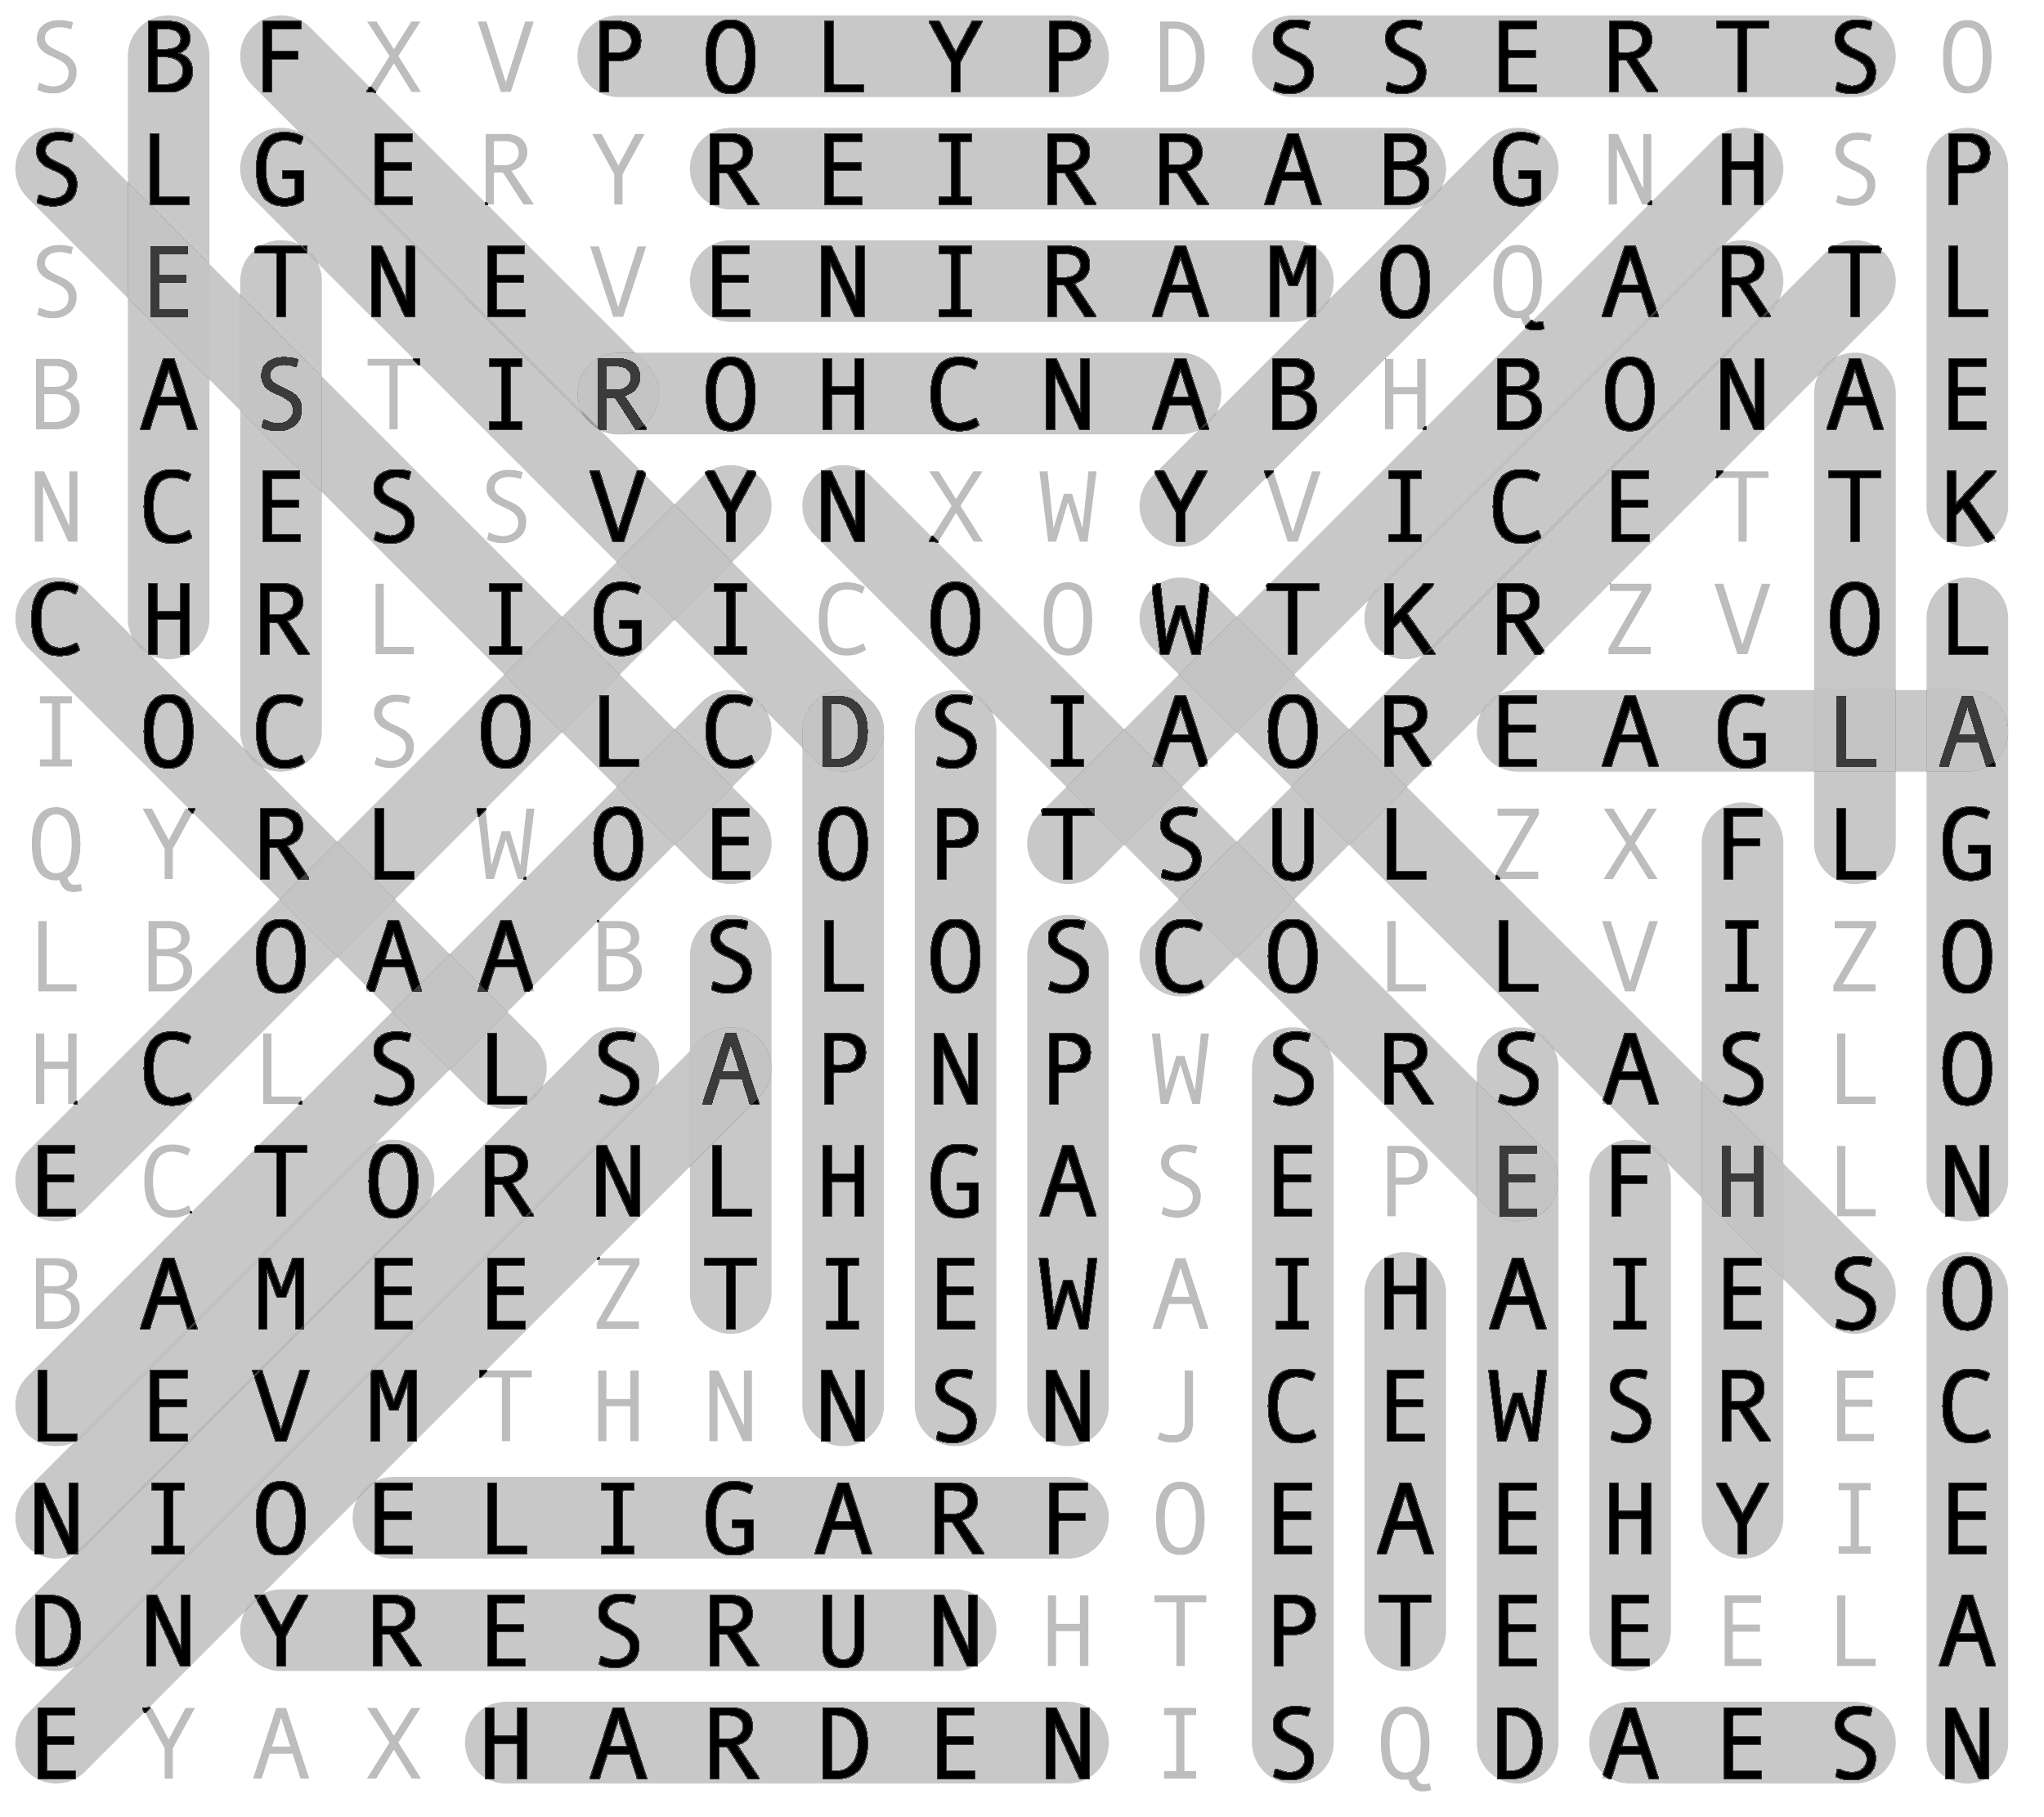 S B F X V P O L Y P D S S E R T S O
S L G E R Y R E I R R A B G N H S P
S E T N E V E N I R A M O Q A R T L
B A S T I R O H C N A B H B O N A E
N C E S S V Y N X W Y V I C E T T K
C H R L I G I C O O W T K R Z V O L
I O C S O L C D S I A O R E A G L A
Q Y R L W O E O P T S U L Z X F L G
L B O A A B S L O S C O L L V I Z O
H C L S L S A P N P W S R S A S L O
E C T O R N L H G A S E P E F H L N
B A M E E Z T I E W A I H A I E S O
L E V M T H N N S N J C E W S R E C
N I O E L I G A R F O E A E H Y I E
D N Y R E S R U N H T P T E E E L A
E Y A X H A R D E N I S Q D A E S N